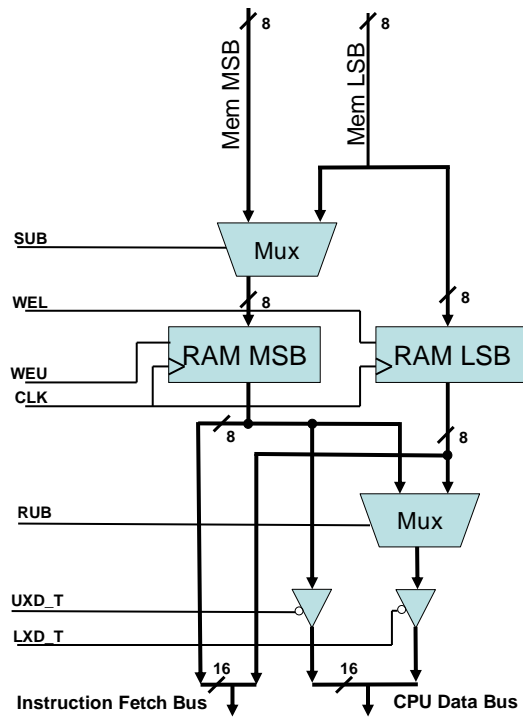 8
8
Mem MSB
Mem LSB
SUB
Mux
WEL
8
8
RAM MSB
RAM LSB
WEU
CLK
8
8
RUB
Mux
UXD_T
LXD_T
16
16
Instruction Fetch Bus
CPU Data Bus